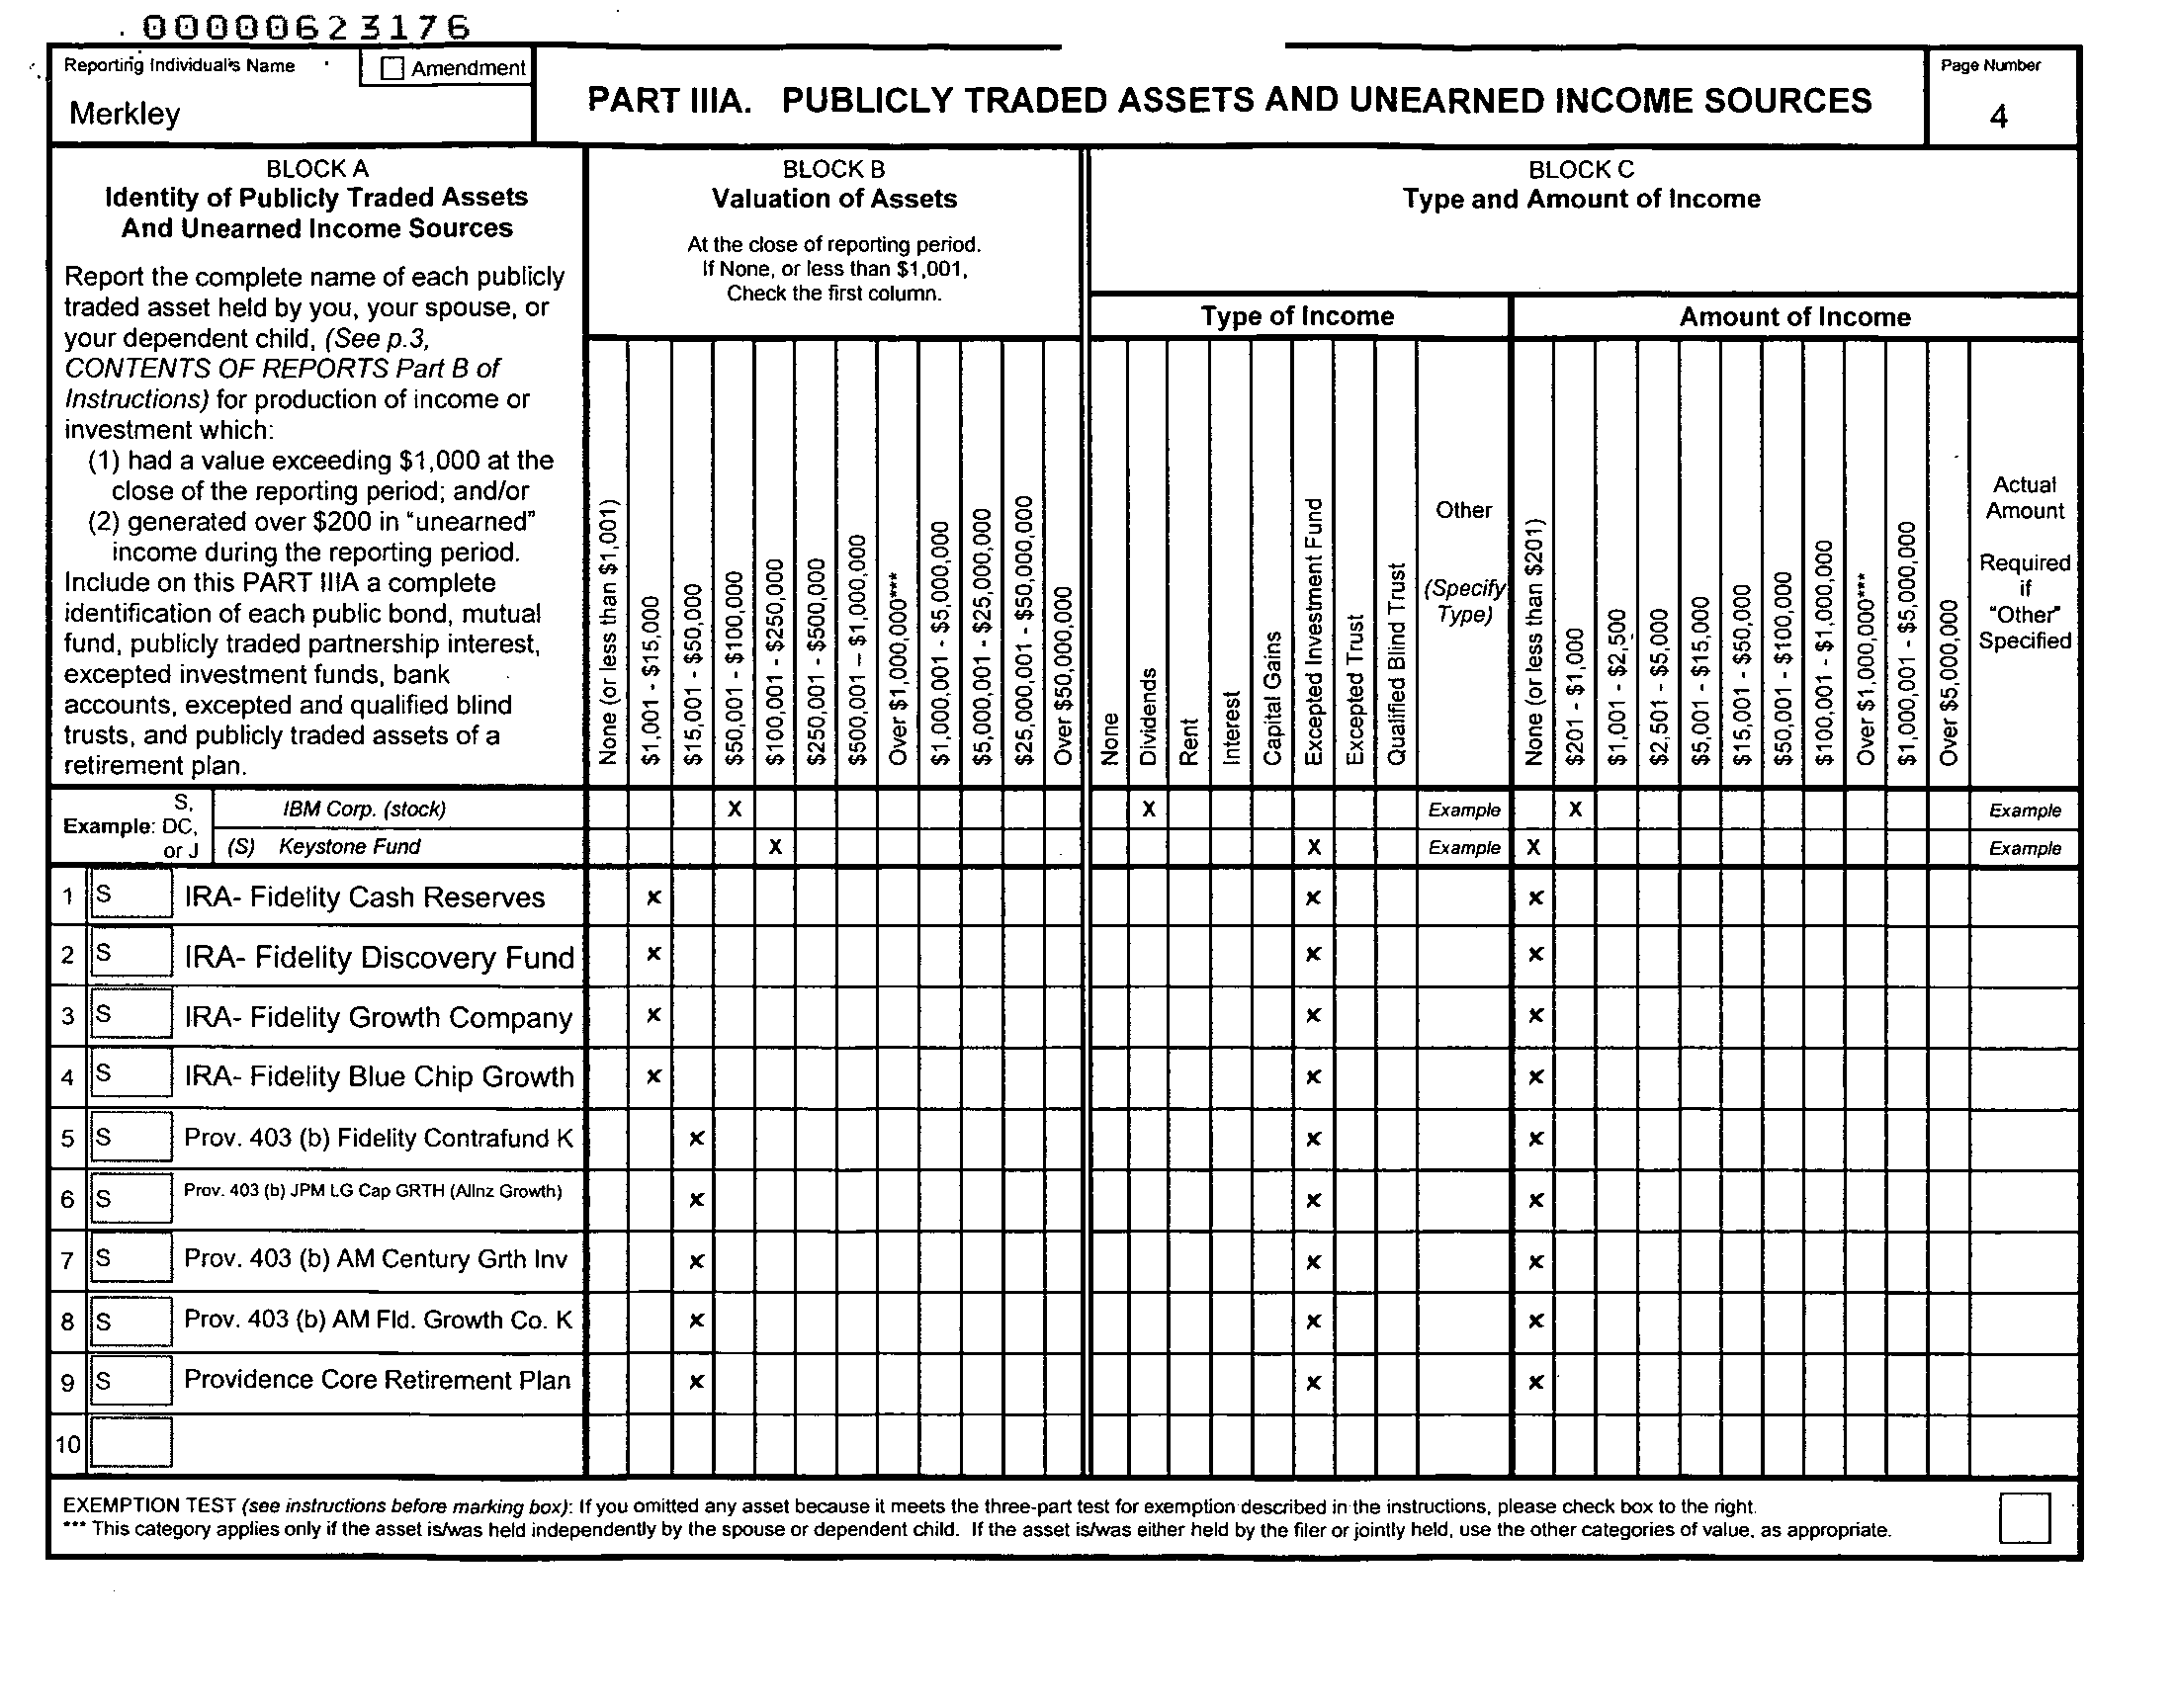 00000623176
Reporting Individual's Name
Amendment
Merkley
PART IIIA. PUBLICLY TRADED ASSETS AND UNEARNED INCOME SOURCES
Page Number
4
BLOCK A
Identity of Publicly Traded Assets
And Unearned Income Sources
Report the complete name of each publicly
traded asset held by you, your spouse, or
your dependent child, (See p.3,
CONTENTS OF REPORTS Part B of
Instructions) for production of income or
investment which:
(1) had a value exceeding $1,000 at the
close of the reporting period; and/or
(2) generated over $200 in "unearned"
income during the reporting period.
Include on this PART IIIA a complete
identification of each public bond, mutual
fund, publicly traded partnership interest,
excepted investment funds, bank
accounts, excepted and qualified blind
trusts, and publicly traded assets of a
retirement plan.
BLOCK B
Valuation of Assets
At the close of reporting period.
If None, or less than $1,001,
Check the first column.
None (or less than $1,001)
$1,001 - $15,000
$15,001 - $50,000
$50,001 - $100,000
$100,001 - $250,000
$250,001 - $500,000
$500,001 – $1,000,000
Over $1,000,000***
$1,000,001 - $5,000,000
$5,000,001 - $25,000,000
$25,000,001 - $50,000,000
Over $50,000,000
BLOCK C
Type and Amount of Income
Type of Income
None
Dividends
Rent
Interest
Capital Gains
Excepted Investment Fund
Excepted Trust
Qualified Blind Trust
Other
(Specify
Type)
Amount of Income
None (or less than $201)
$201 - $1,000
$1,001 - $2,500
$2,501 - $5,000
$5,001 - $15,000
$15,001 - $50,000
$50,001 - $100,000
$100,001 - $1,000,000
Over $1,000,000***
$1,000,001 - $5,000,000
Over $5,000,000
Actual
Amount
Required
if
"Other"
Specified
Example: S, DC, or J
IBM Corp. (stock) X X Example X Example
(S) Keystone Fund X X Example X Example
1 S IRA- Fidelity Cash Reserves x x x
2 S IRA- Fidelity Discovery Fund x x x
3 S IRA- Fidelity Growth Company x x x
4 S IRA- Fidelity Blue Chip Growth x x x
5 S Prov. 403 (b) Fidelity Contrafund K x x x
6 S Prov. 403 (b) JPM LG Cap GRTH (Allnz Growth) x x x
7 S Prov. 403 (b) AM Century Grth Inv x x x
8 S Prov. 403 (b) AM Fld. Growth Co. K x x x
9 S Providence Core Retirement Plan x x x
10
EXEMPTION TEST (see instructions before marking box): If you omitted any asset because it meets the three-part test for exemption described in the instructions, please check box to the right.
*** This category applies only if the asset is/was held independently by the spouse or dependent child. If the asset is/was either held by the filer or jointly held, use the other categories of value, as appropriate.